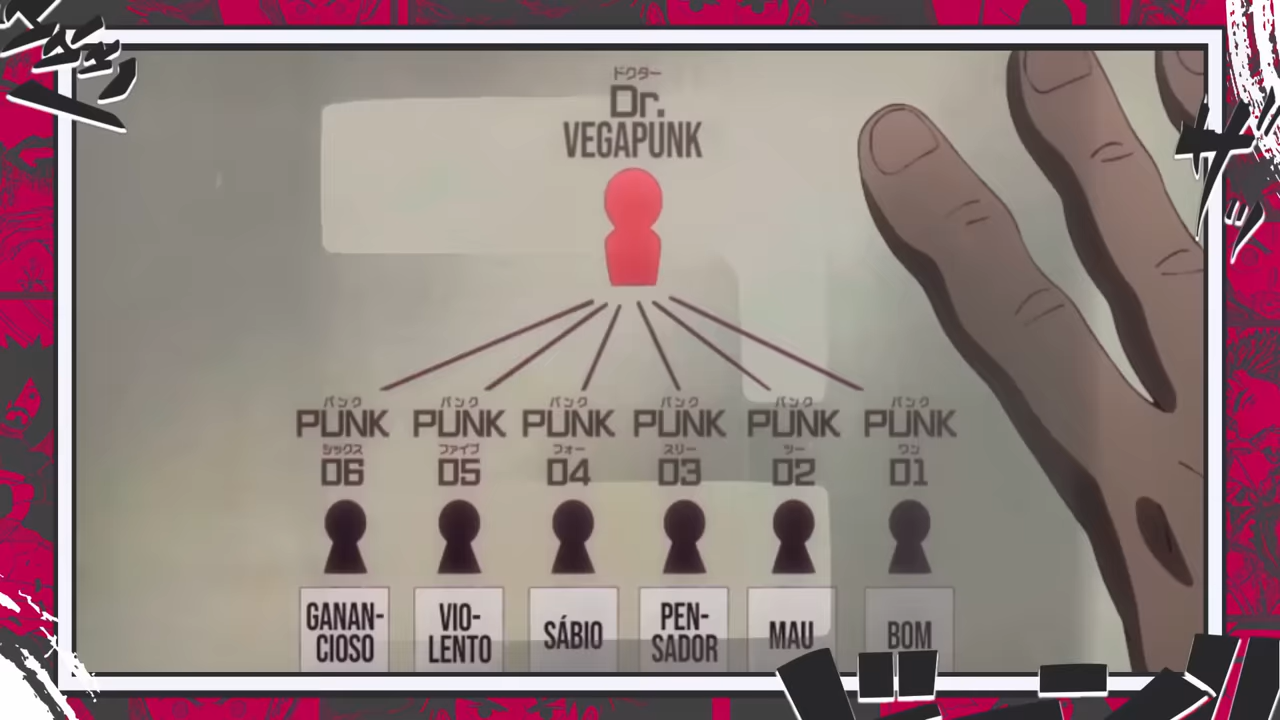 ドクター
Dr.
VEGAPUNK
パンク パンク パンク パンク パンク パンク
PUNK PUNK PUNK PUNK PUNK PUNK
シックス ファイブ フォー スリー ツー ワン
06 05 04 03 02 01
GANAN-
CIOSO
VIO-
LENTO
SÁBIO
PEN-
SADOR
MAU
BOM